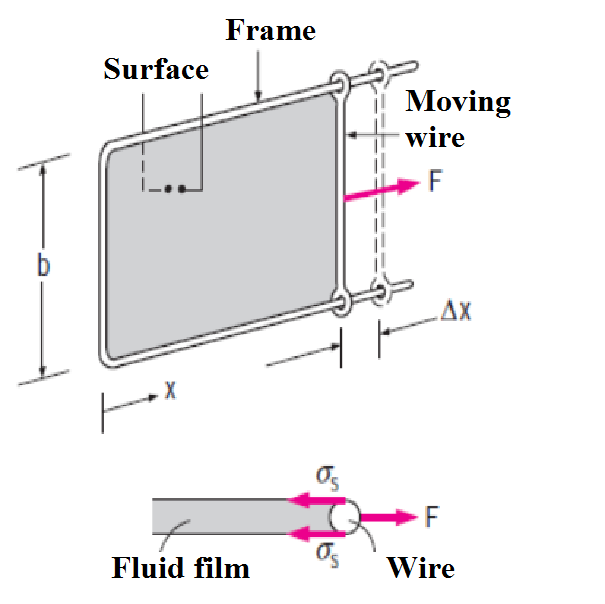 Frame
Surface
Moving
wire
F
b
Δx
x
σs
F
Fluid film
σs
Wire